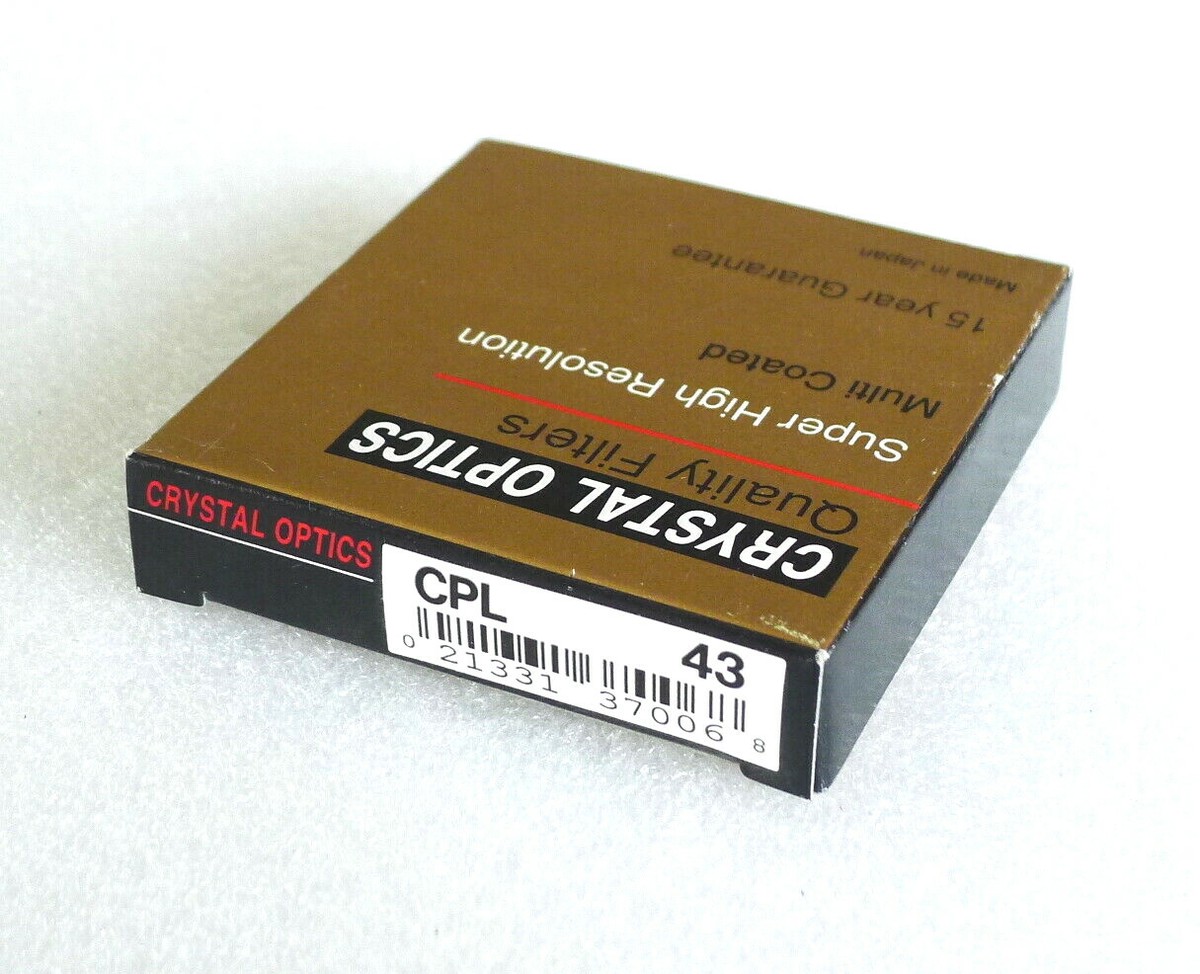 CRYSTAL OPTICS
Quality Filters
Super High Resolution
Multi Coated
15 year Guarantee
Made in Japan
CRYSTAL OPTICS
CPL
43
0 21331 37006 8